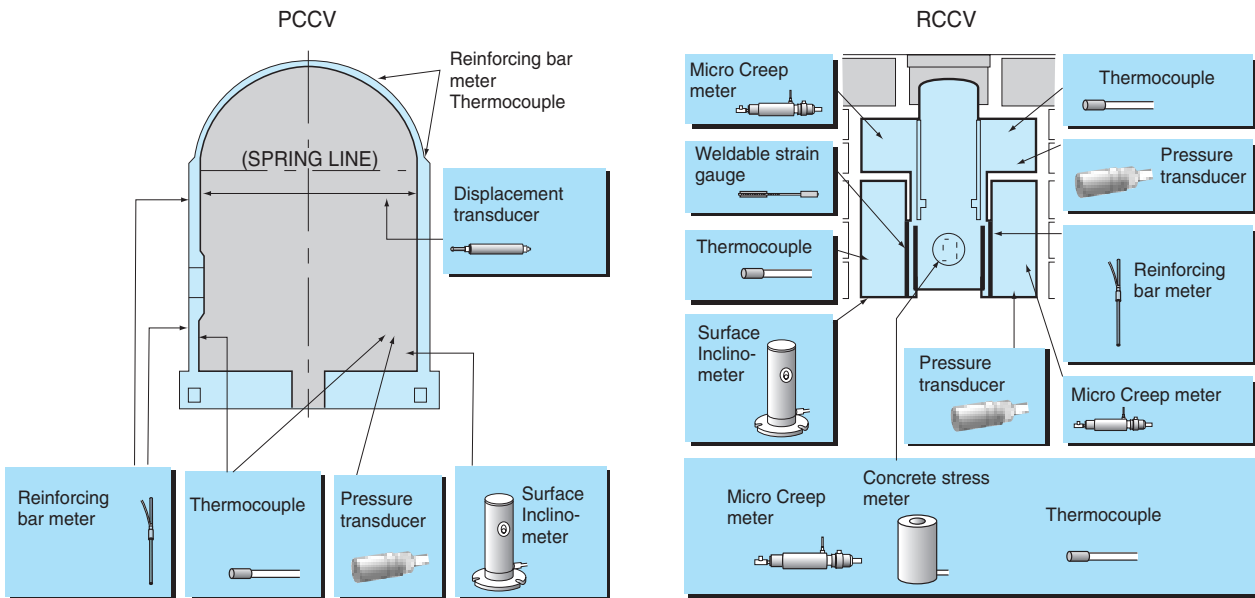 PCCV
Reinforcing bar
meter
Thermocouple
(SPRING LINE)
Displacement
transducer
Reinforcing
bar meter
Thermocouple
Pressure
transducer
Surface
Inclino-
meter
RCCV
Micro Creep
meter
Thermocouple
Weldable strain
gauge
Pressure
transducer
Thermocouple
Reinforcing
bar meter
Surface
Inclino-
meter
Pressure
transducer
Micro Creep meter
Micro Creep
meter
Concrete stress
meter
Thermocouple